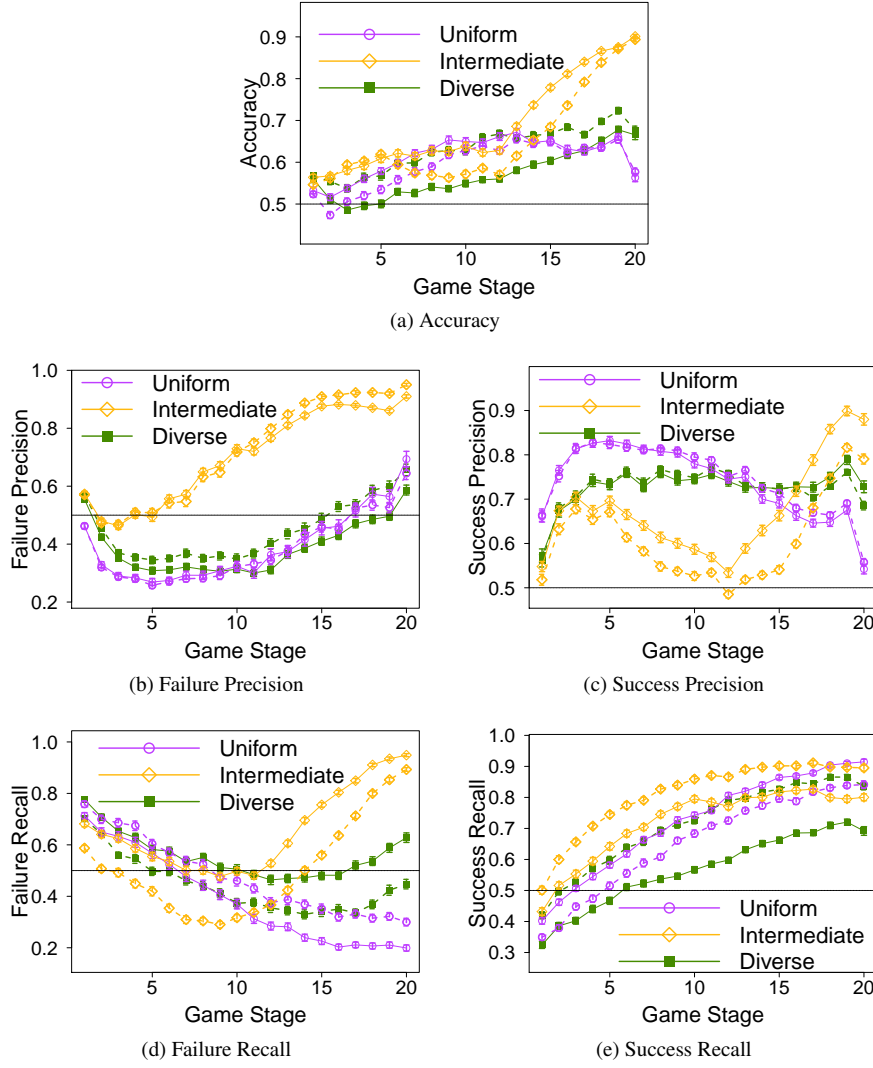 Accuracy
0.9
0.8
0.7
0.6
0.5
Uniform
Intermediate
Diverse
5 10 15 20
Game Stage
(a) Accuracy
Failure Precision
1.0
0.8
0.6
0.4
0.2
Uniform
Intermediate
Diverse
5 10 15 20
Game Stage
(b) Failure Precision
Success Precision
0.9
0.8
0.7
0.6
0.5
Uniform
Intermediate
Diverse
5 10 15 20
Game Stage
(c) Success Precision
Failure Recall
1.0
0.8
0.6
0.4
0.2
Uniform
Intermediate
Diverse
5 10 15 20
Game Stage
(d) Failure Recall
Success Recall
1.0
0.9
0.8
0.7
0.6
0.5
0.4
0.3
Uniform
Intermediate
Diverse
5 10 15 20
Game Stage
(e) Success Recall